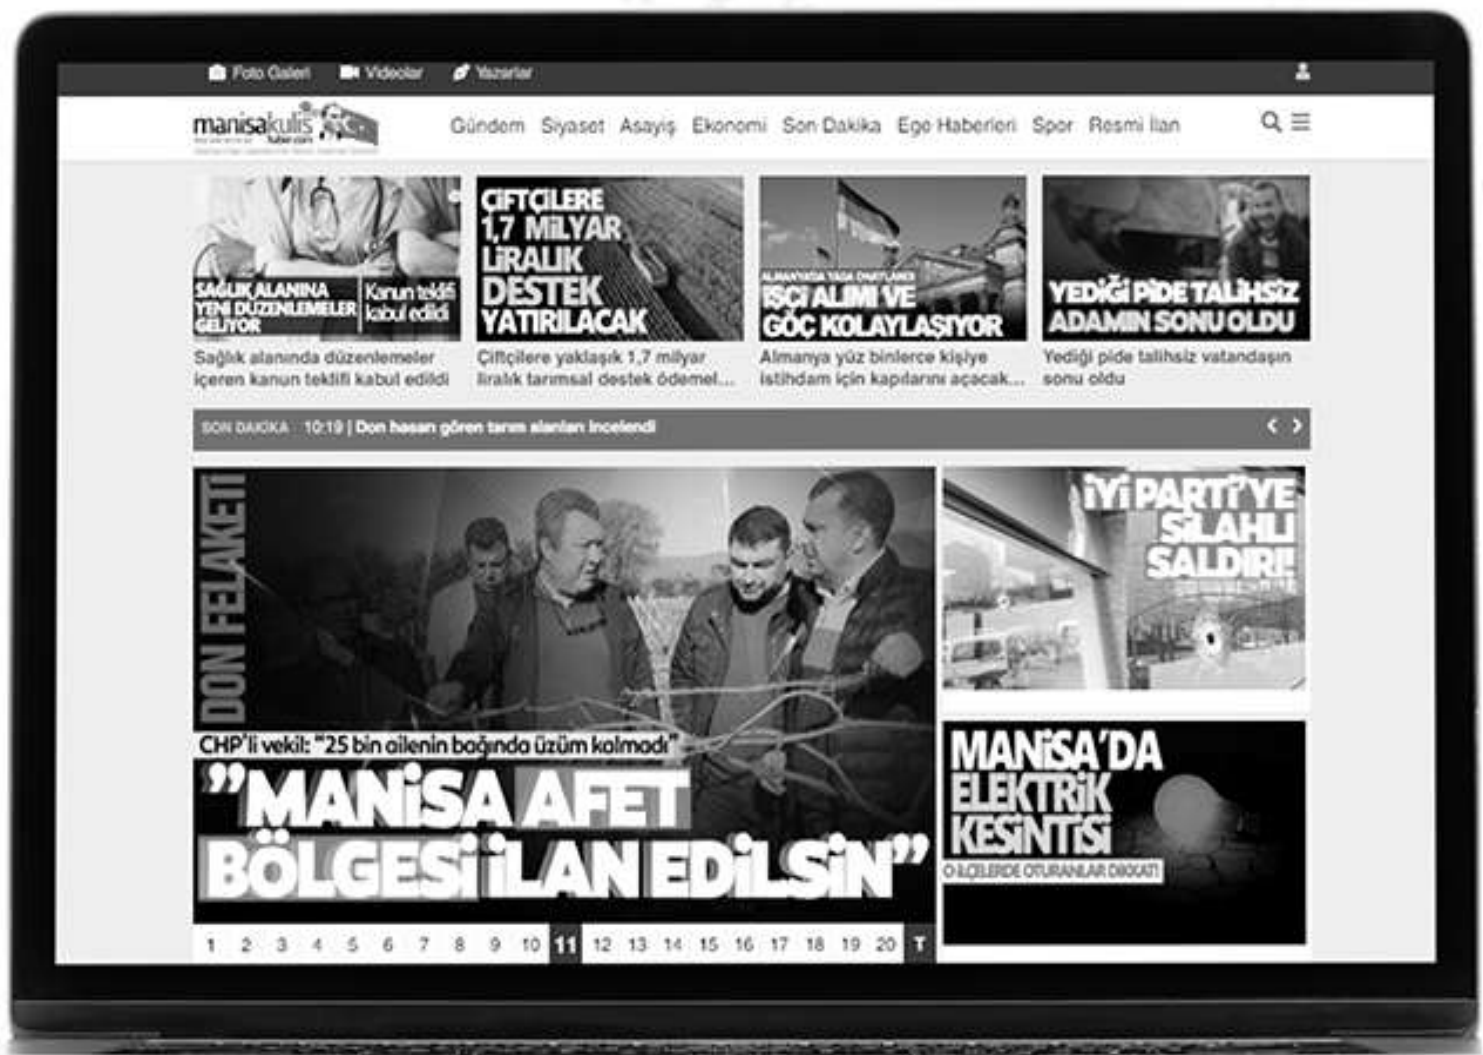 Foto Galeri Videolar Yazarlar
manisakulis
haber.com
Gündem Siyaset Asayiş Ekonomi Son Dakika Ege Haberleri Spor Resmi İlan
SAĞLIK ALANINA
YENİ DÜZENLEMELER
GELİYOR
Kanun teklifi
kabul edildi
Sağlık alanında düzenlemeler
içeren kanun teklifi kabul edildi
ÇİFTÇİLERE
1,7 MİLYAR
LİRALIK
DESTEK
YATIRILACAK
Çiftçilere yaklaşık 1,7 milyar
liralık tarımsal destek ödemel...
ALMANYA'DA YASA ONAYLANDI
İŞÇİ ALIMI VE
GÖÇ KOLAYLAŞIYOR
Almanya yüz binlerce kişiye
istihdam için kapılarını açacak...
YEDİĞİ PİDE TALİHSİZ
ADAMIN SONU OLDU
Yediği pide talihsiz vatandaşın
sonu oldu
SON DAKİKA 10:19 | Don hasarı gören tarım alanları incelendi
DON FELAKETİ
CHP'li vekil: "25 bin ailenin bağında üzüm kalmadı"
"MANİSA AFET
BÖLGESİ İLAN EDİLSİN"
1 2 3 4 5 6 7 8 9 10 11 12 13 14 15 16 17 18 19 20 T
İYİ PARTİ'YE
SİLAHLI
SALDIRI!
MANİSA'DA
ELEKTRİK
KESİNTİSİ
O İLÇELERDE OTURANLAR DİKKAT!